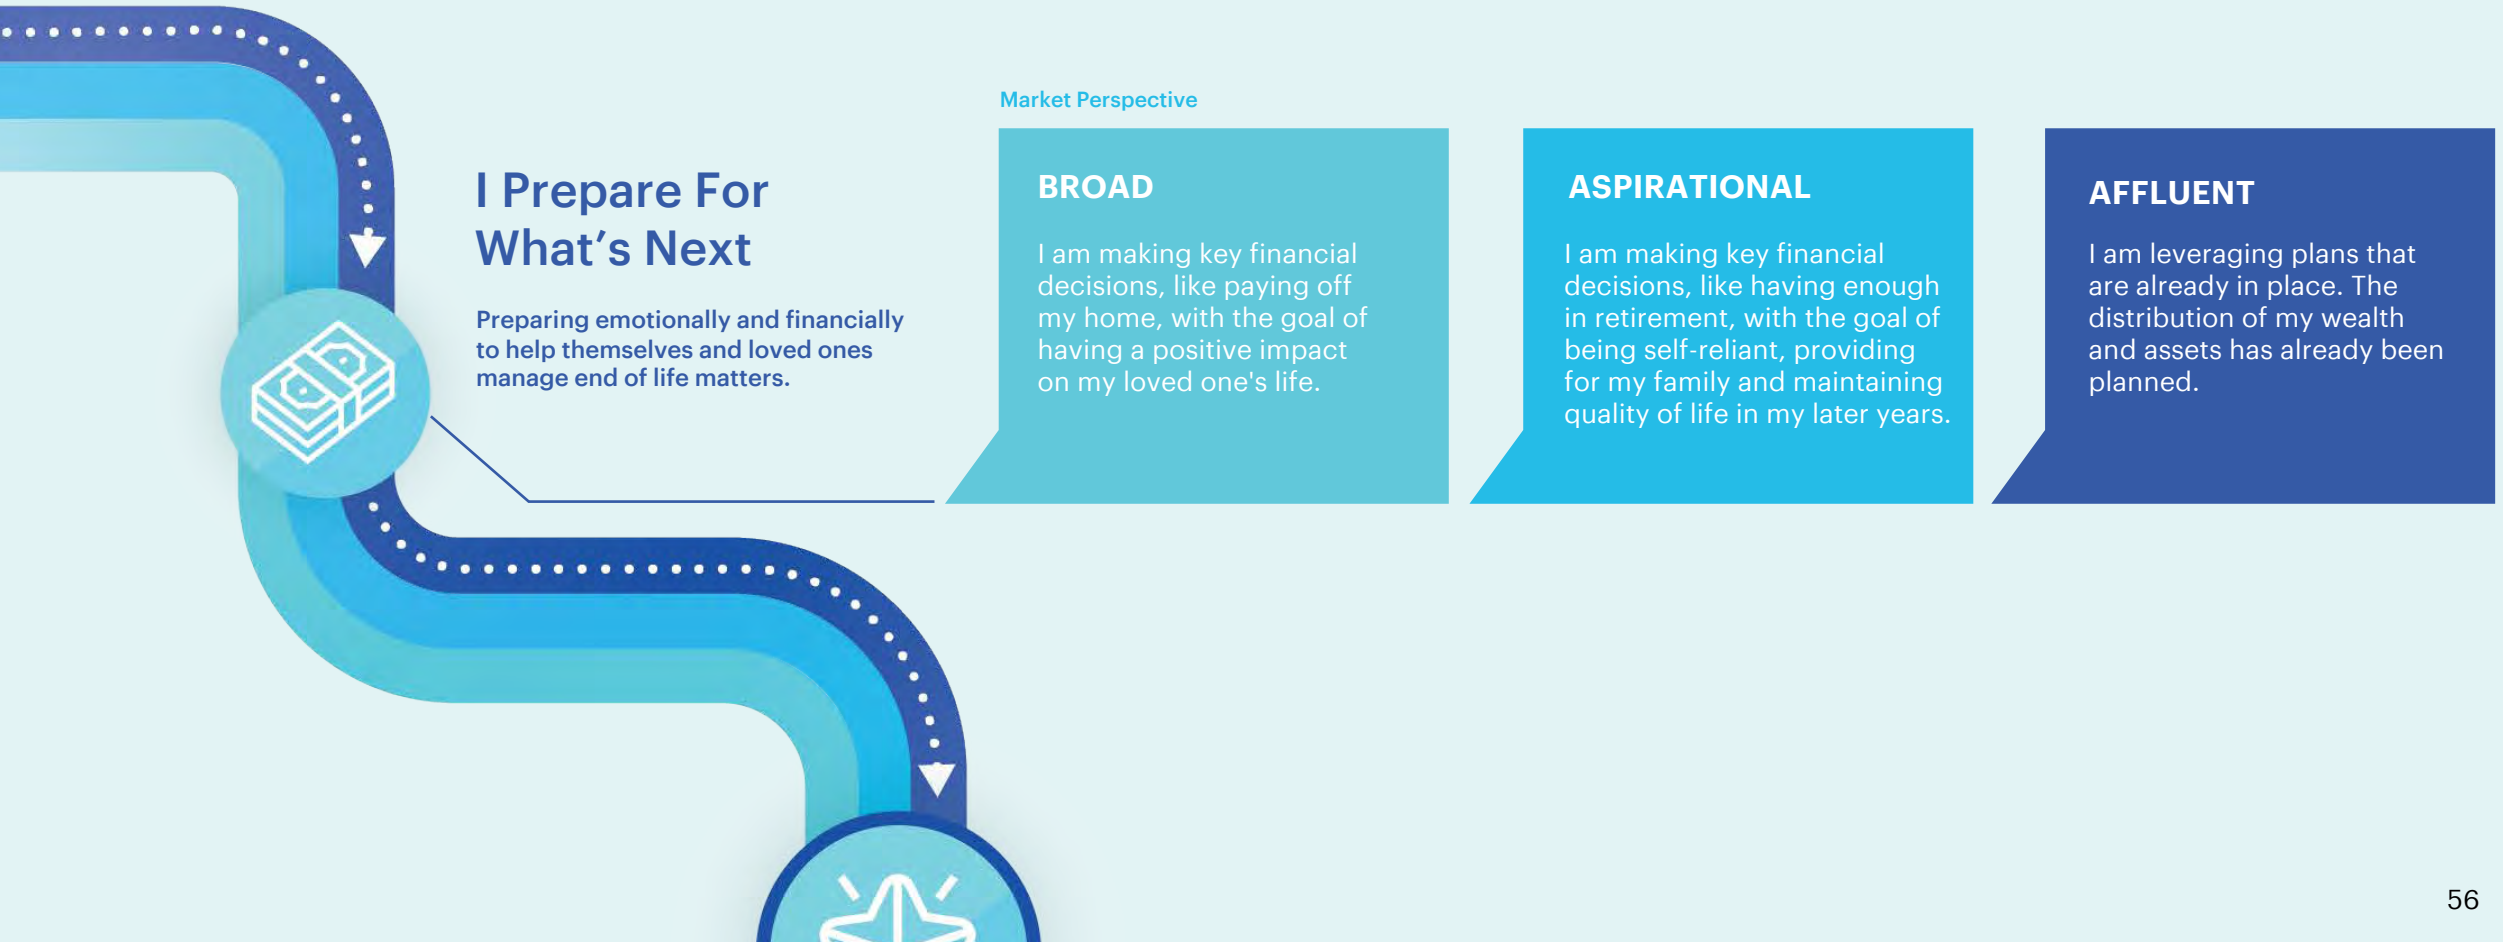 I Prepare For
What’s Next
Preparing emotionally and financially
to help themselves and loved ones
manage end of life matters.
Market Perspective
BROAD
I am making key financial
decisions, like paying off
my home, with the goal of
having a positive impact
on my loved one's life.
ASPIRATIONAL
I am making key financial
decisions, like having enough
in retirement, with the goal of
being self-reliant, providing
for my family and maintaining
quality of life in my later years.
AFFLUENT
I am leveraging plans that
are already in place. The
distribution of my wealth
and assets has already been
planned.
56